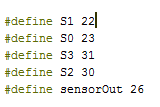 #define S1 22
#define S0 23
#define S3 31
#define S2 30
#define sensorOut 26